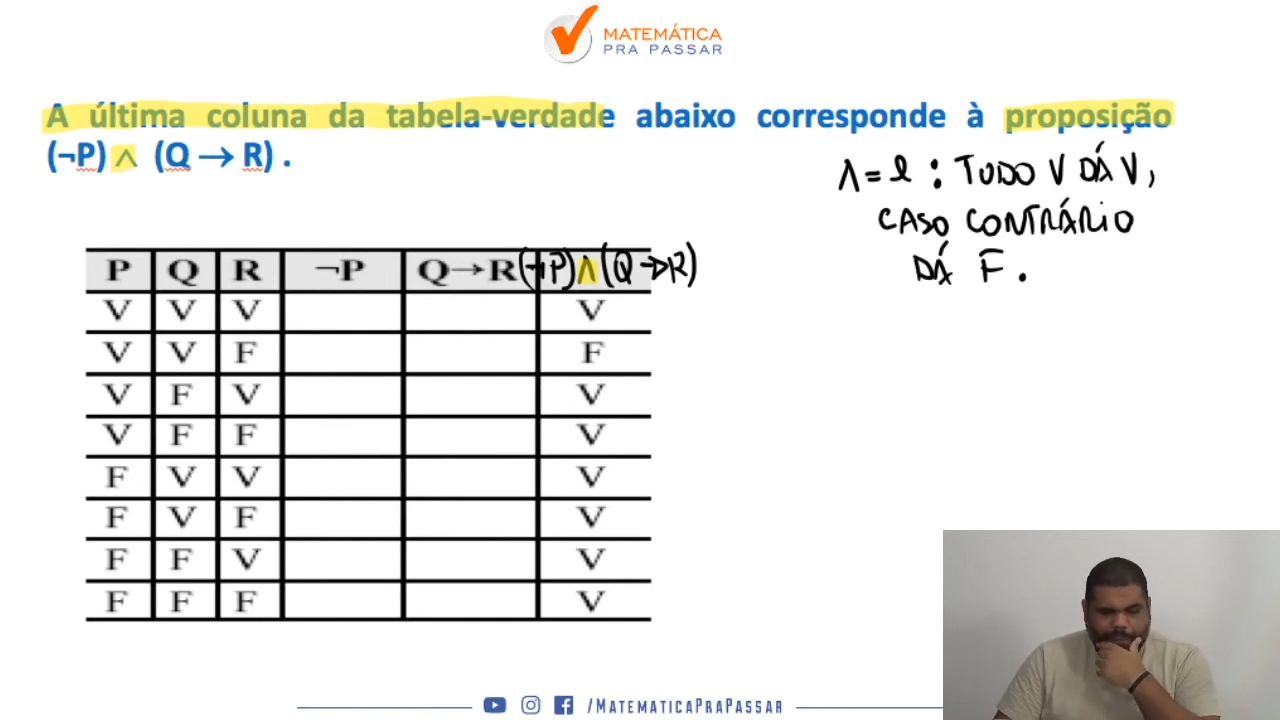 MATEMÁTICA
PRA PASSAR
A última coluna da tabela-verdade abaixo corresponde à proposição
(¬P) ∧ (Q → R) .
Λ = e : TUDO V DÁ V,
CASO CONTRÁRIO
DÁ F.
P Q R ¬P Q→R (¬P)∧(Q→R)
V V V V
V V F F
V F V V
V F F V
F V V V
F V F V
F F V V
F F F V
/MATEMATICAPRAPASSAR